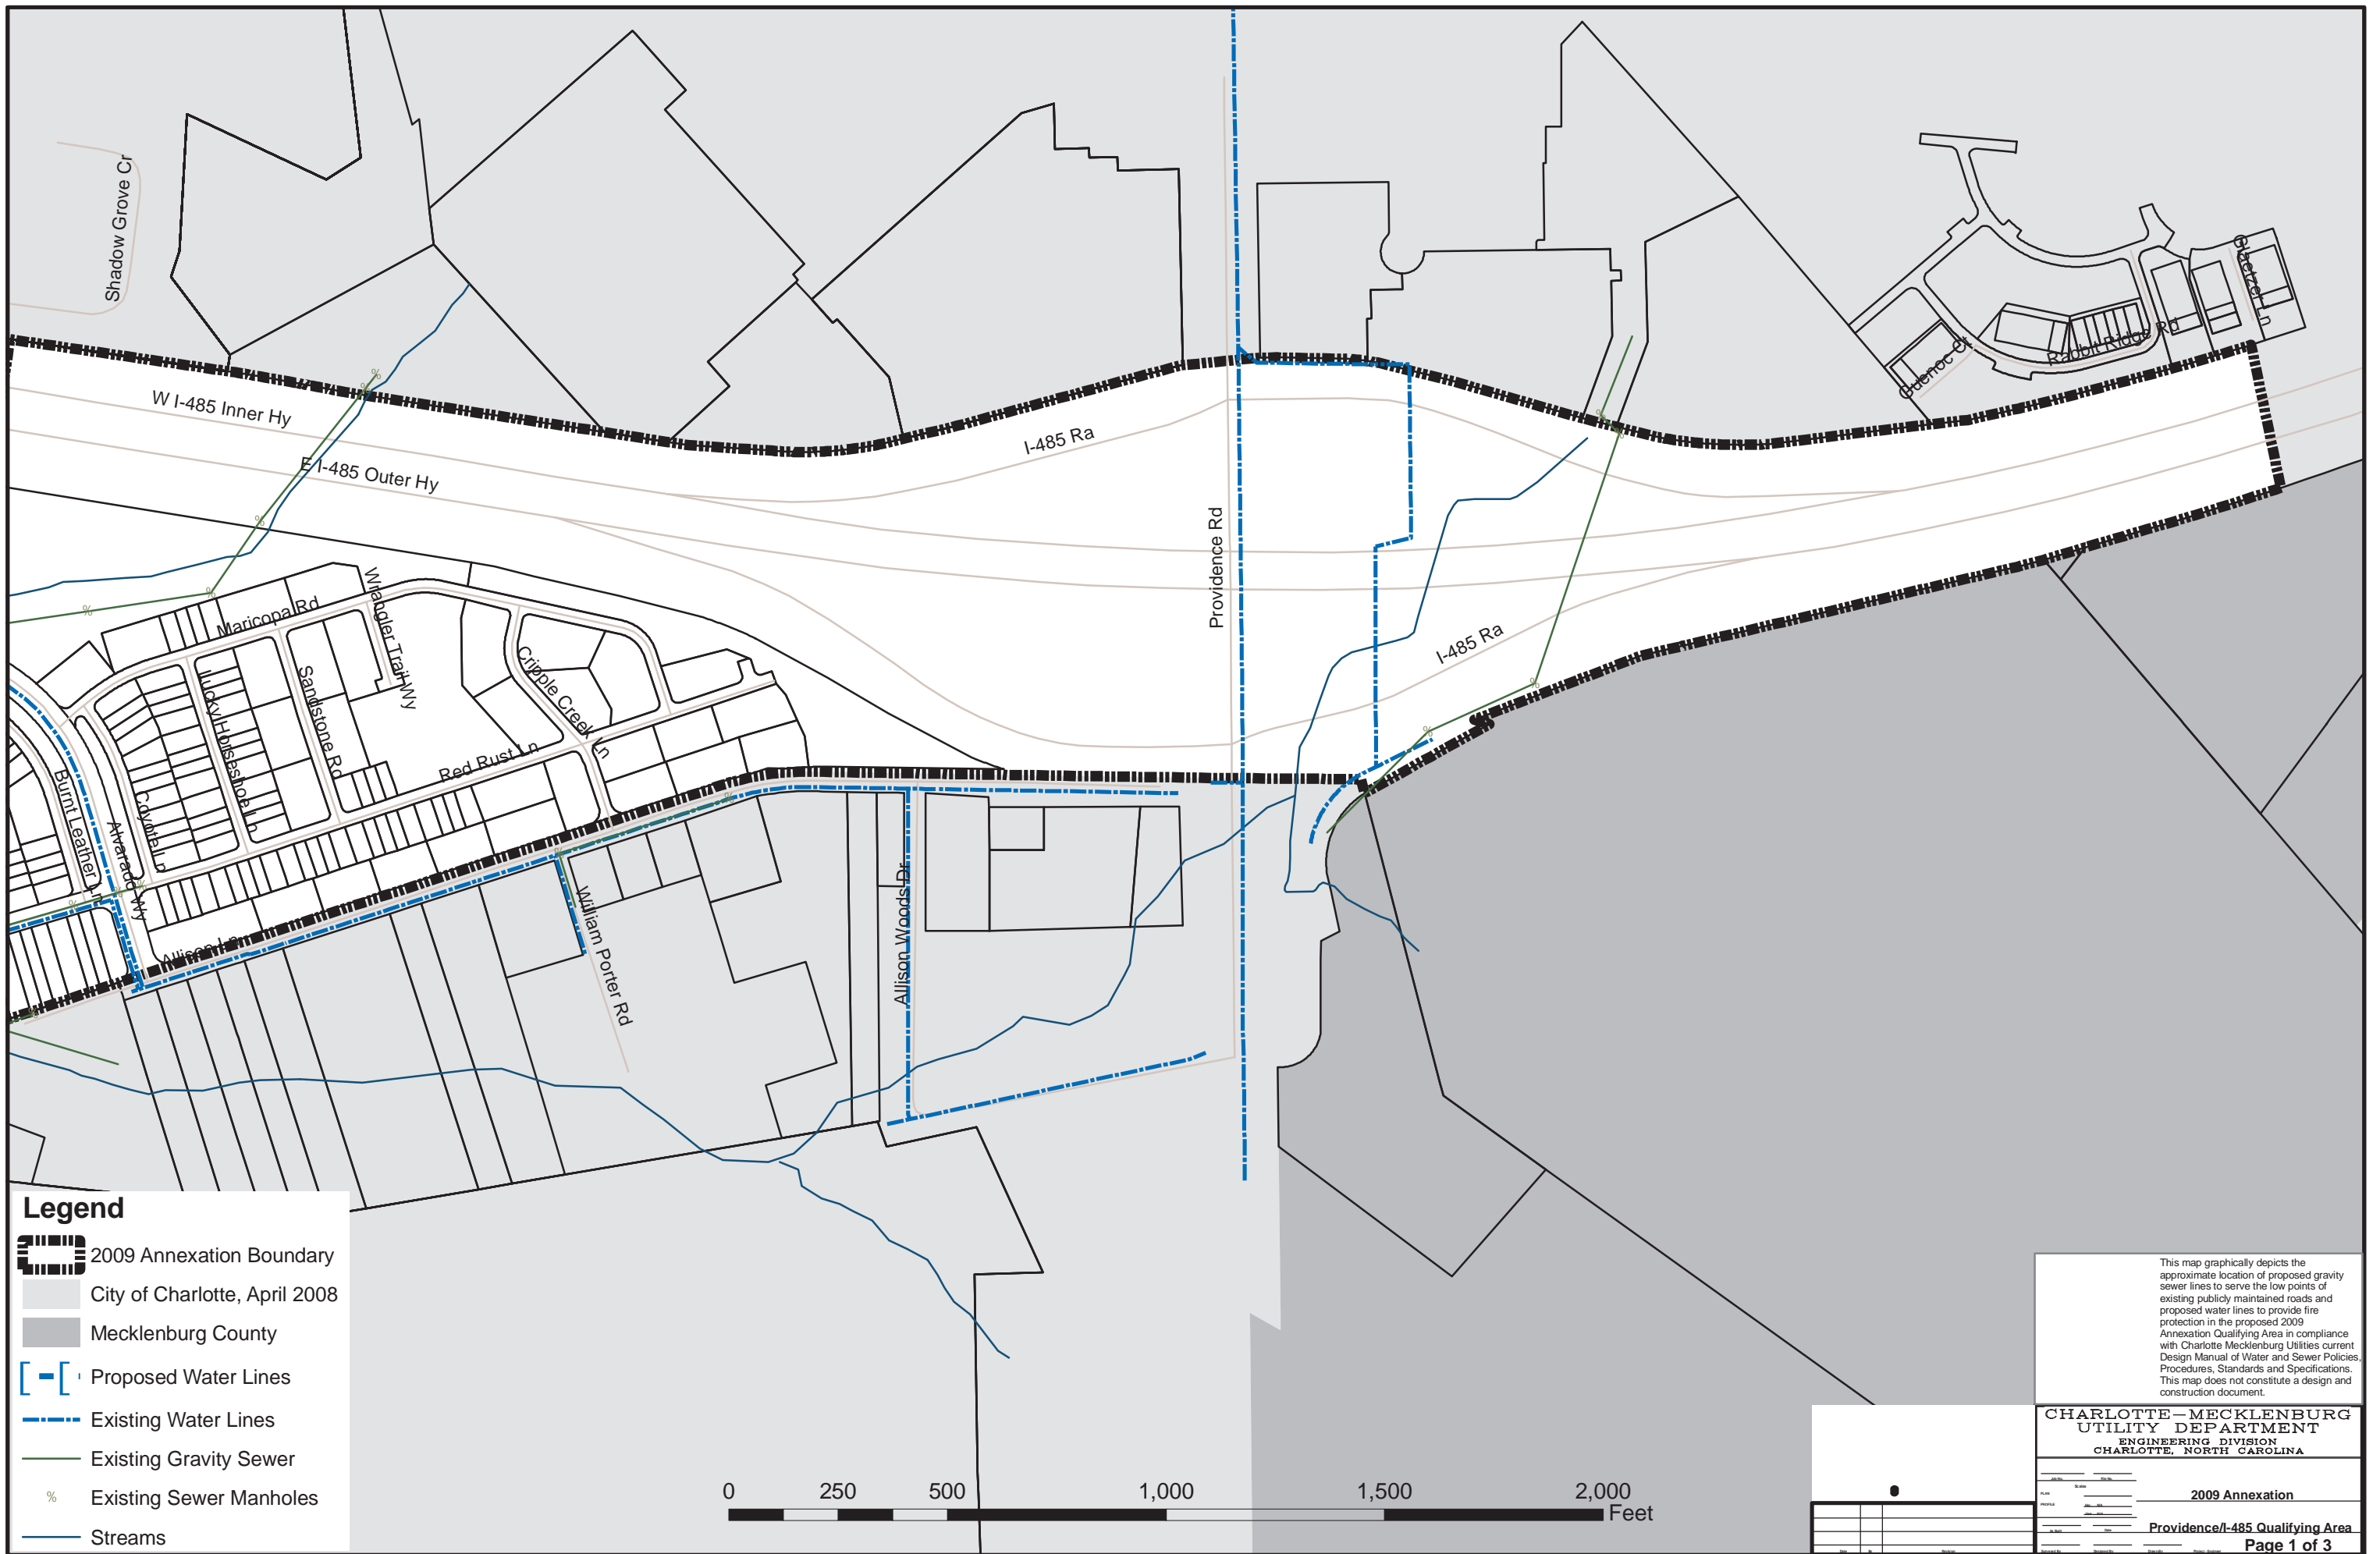 Shadow Grove Cr
Glaetzer Ln
Rabbit Ridge Rd
Guenoc Ct
W I-485 Inner Hy
E I-485 Outer Hy
I-485 Ra
Providence Rd
I-485 Ra
Maricopa Rd
Wrangler Trail Wy
Cripple Creek Ln
Sandstone Rd
Lucky Horseshoe Ln
Red Rust Ln
Burnt Leather Ln
Coyote Ln
Alvarado Wy
Allison Ln
William Porter Rd
Allison Woods Dr
Legend
2009 Annexation Boundary
City of Charlotte, April 2008
Mecklenburg County
Proposed Water Lines
Existing Water Lines
Existing Gravity Sewer
% Existing Sewer Manholes
Streams
0 250 500 1,000 1,500 2,000
Feet
This map graphically depicts the
approximate location of proposed gravity
sewer lines to serve the low points of
existing publicly maintained roads and
proposed water lines to provide fire
protection in the proposed 2009
Annexation Qualifying Area in compliance
with Charlotte Mecklenburg Utilities current
Design Manual of Water and Sewer Policies,
Procedures, Standards and Specifications.
This map does not constitute a design and
construction document.
CHARLOTTE—MECKLENBURG
UTILITY DEPARTMENT
ENGINEERING DIVISION
CHARLOTTE, NORTH CAROLINA
2009 Annexation
Providence/I-485 Qualifying Area
Page 1 of 3